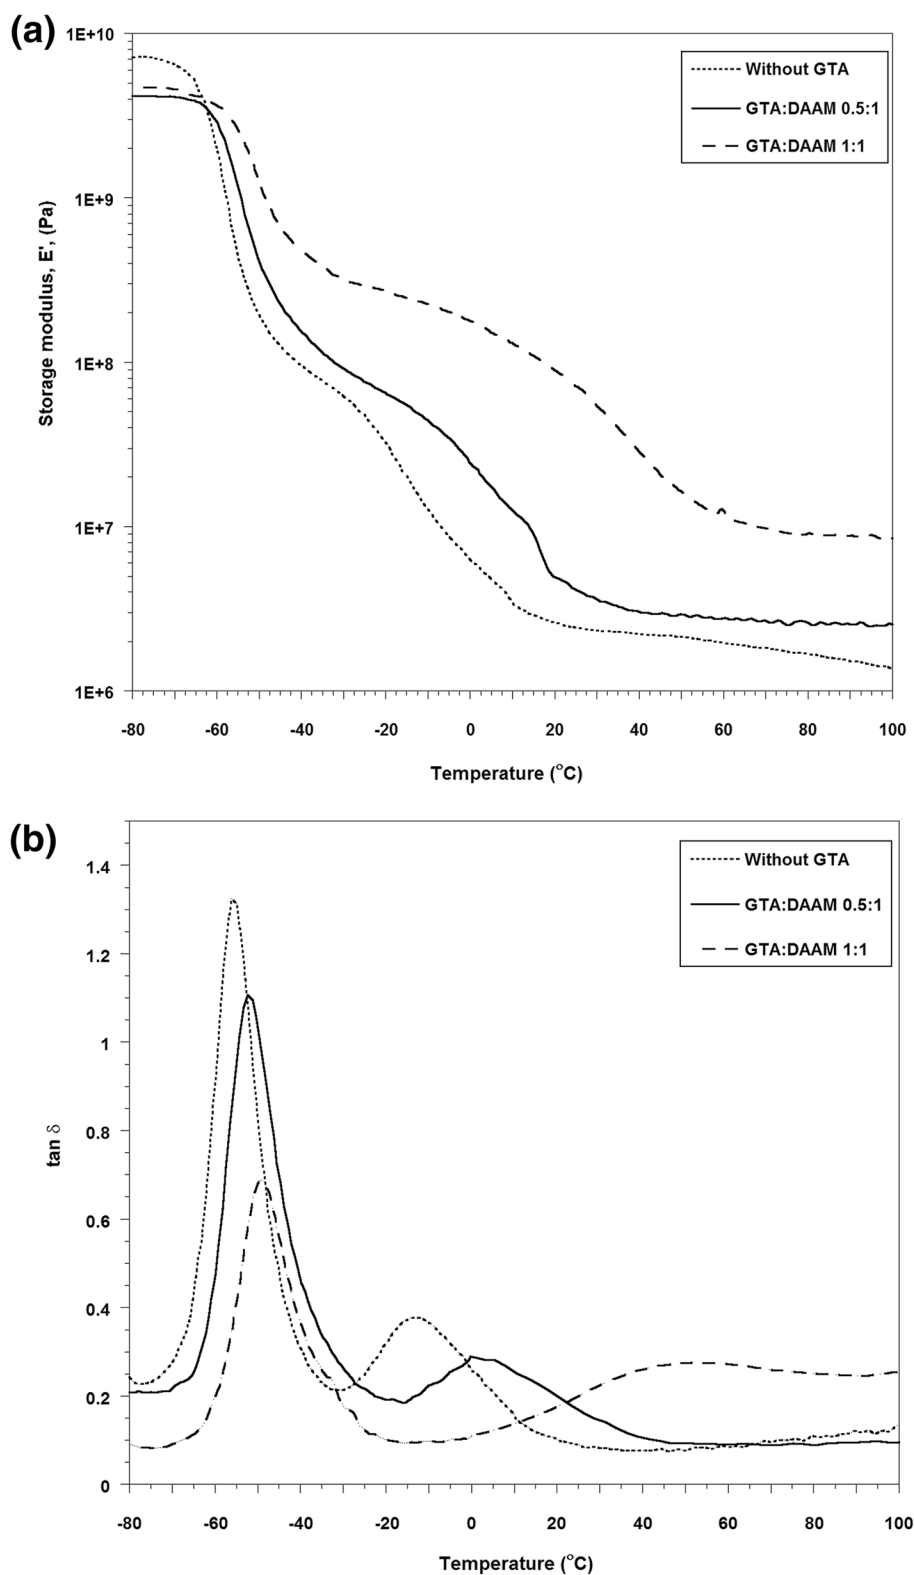 (a)
1E+10
1E+9
1E+8
1E+7
1E+6
Storage modulus, E', (Pa)
Without GTA
GTA:DAAM 0.5:1
GTA:DAAM 1:1
-80 -60 -40 -20 0 20 40 60 80 100
Temperature (°C)
(b)
1.4
1.2
1
0.8
0.6
0.4
0.2
0
tan δ
Without GTA
GTA:DAAM 0.5:1
GTA:DAAM 1:1
-80 -60 -40 -20 0 20 40 60 80 100
Temperature (°C)